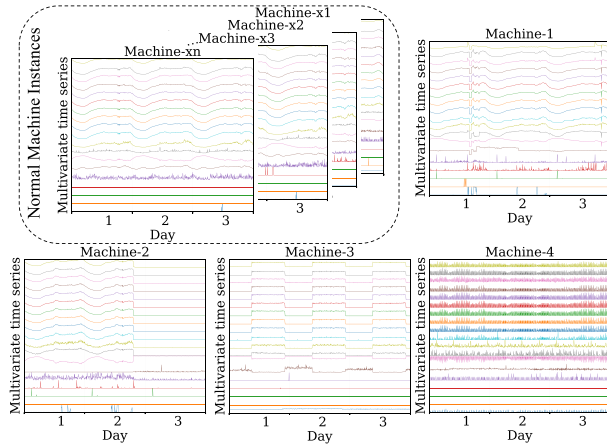 Machine-x1
Machine-x2
Machine-x3
Machine-xn
Normal Machine Instances
Multivariate time series
1 2 3
Day
3
Machine-1
Multivariate time series
1 2 3
Day
Machine-2
Multivariate time series
1 2 3
Day
Machine-3
Multivariate time series
1 2 3
Day
Machine-4
Multivariate time series
1 2 3
Day